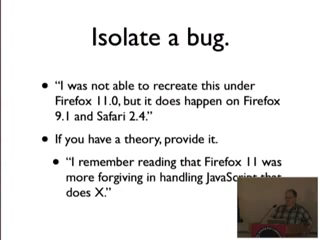 Isolate a bug.
• “I was not able to recreate this under
Firefox 11.0, but it does happen on Firefox
9.1 and Safari 2.4.”
• If you have a theory, provide it.
• “I remember reading that Firefox 11 was
more forgiving in handling JavaScript that
does X.”